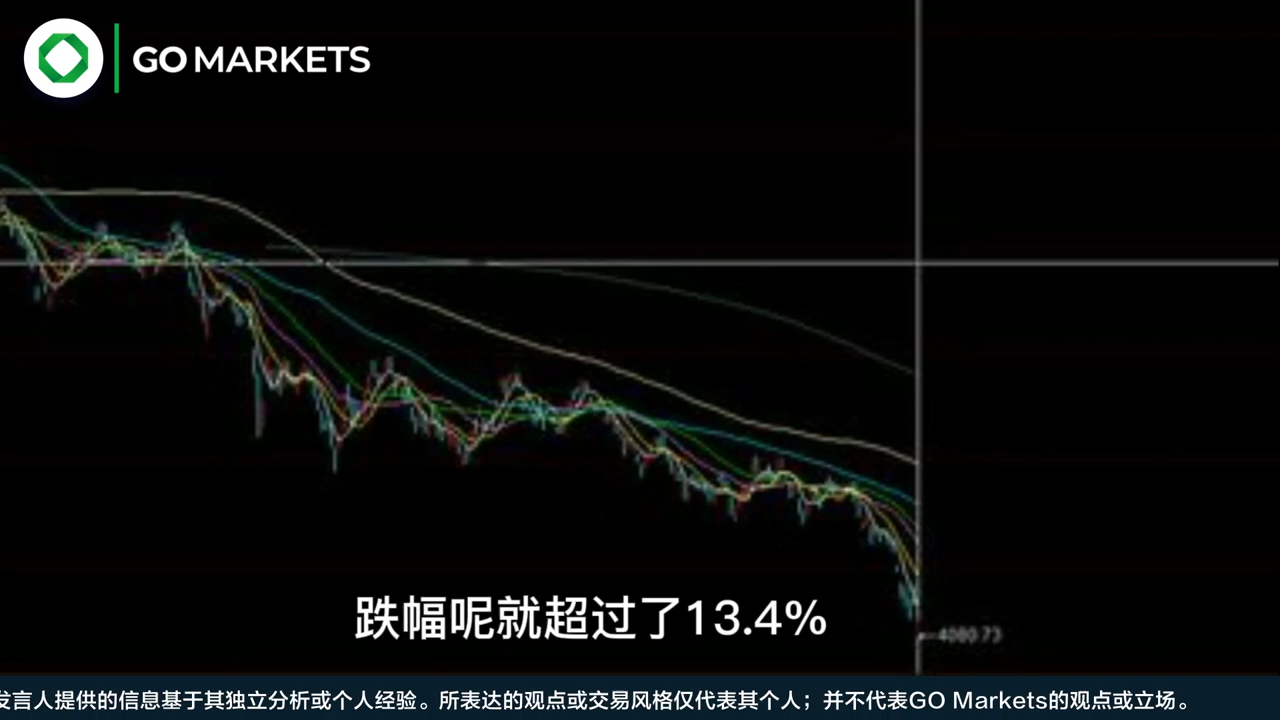 GO MARKETS
跌幅呢就超过了13.4%
4080.73
发言人提供的信息基于其独立分析或个人经验。所表达的观点或交易风格仅代表其个人；并不代表GO Markets的观点或立场。